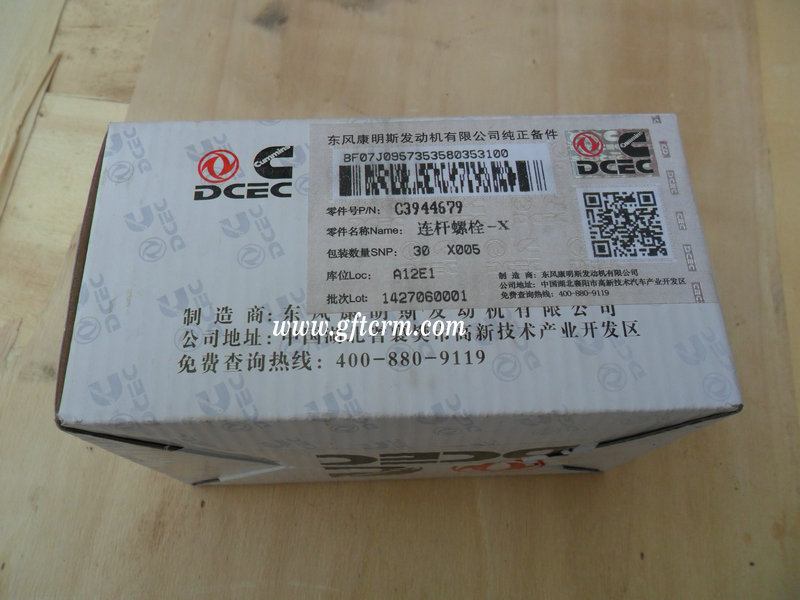 东风康明斯发动机有限公司纯正备件
BF07J0957353580353100
Cummins
DCEC
零件号P/N: C3944679
零件名称Name: 连杆螺栓-X
包装数量SNP: 30 X005
库位Loc: A12E1
批次Lot: 1427060001
制 造 商: 东风康明斯发动机有限公司
公司地址: 中国湖北襄阳市高新技术汽车产业开发区
免费查询热线: 400-880-9119
制 造 商: 东风康明斯发动机有限公司
www.gftcrm.com
公司地址: 中国湖北省襄樊市高新技术产业开发区
免费查询热线: 400-880-9119
DCEC